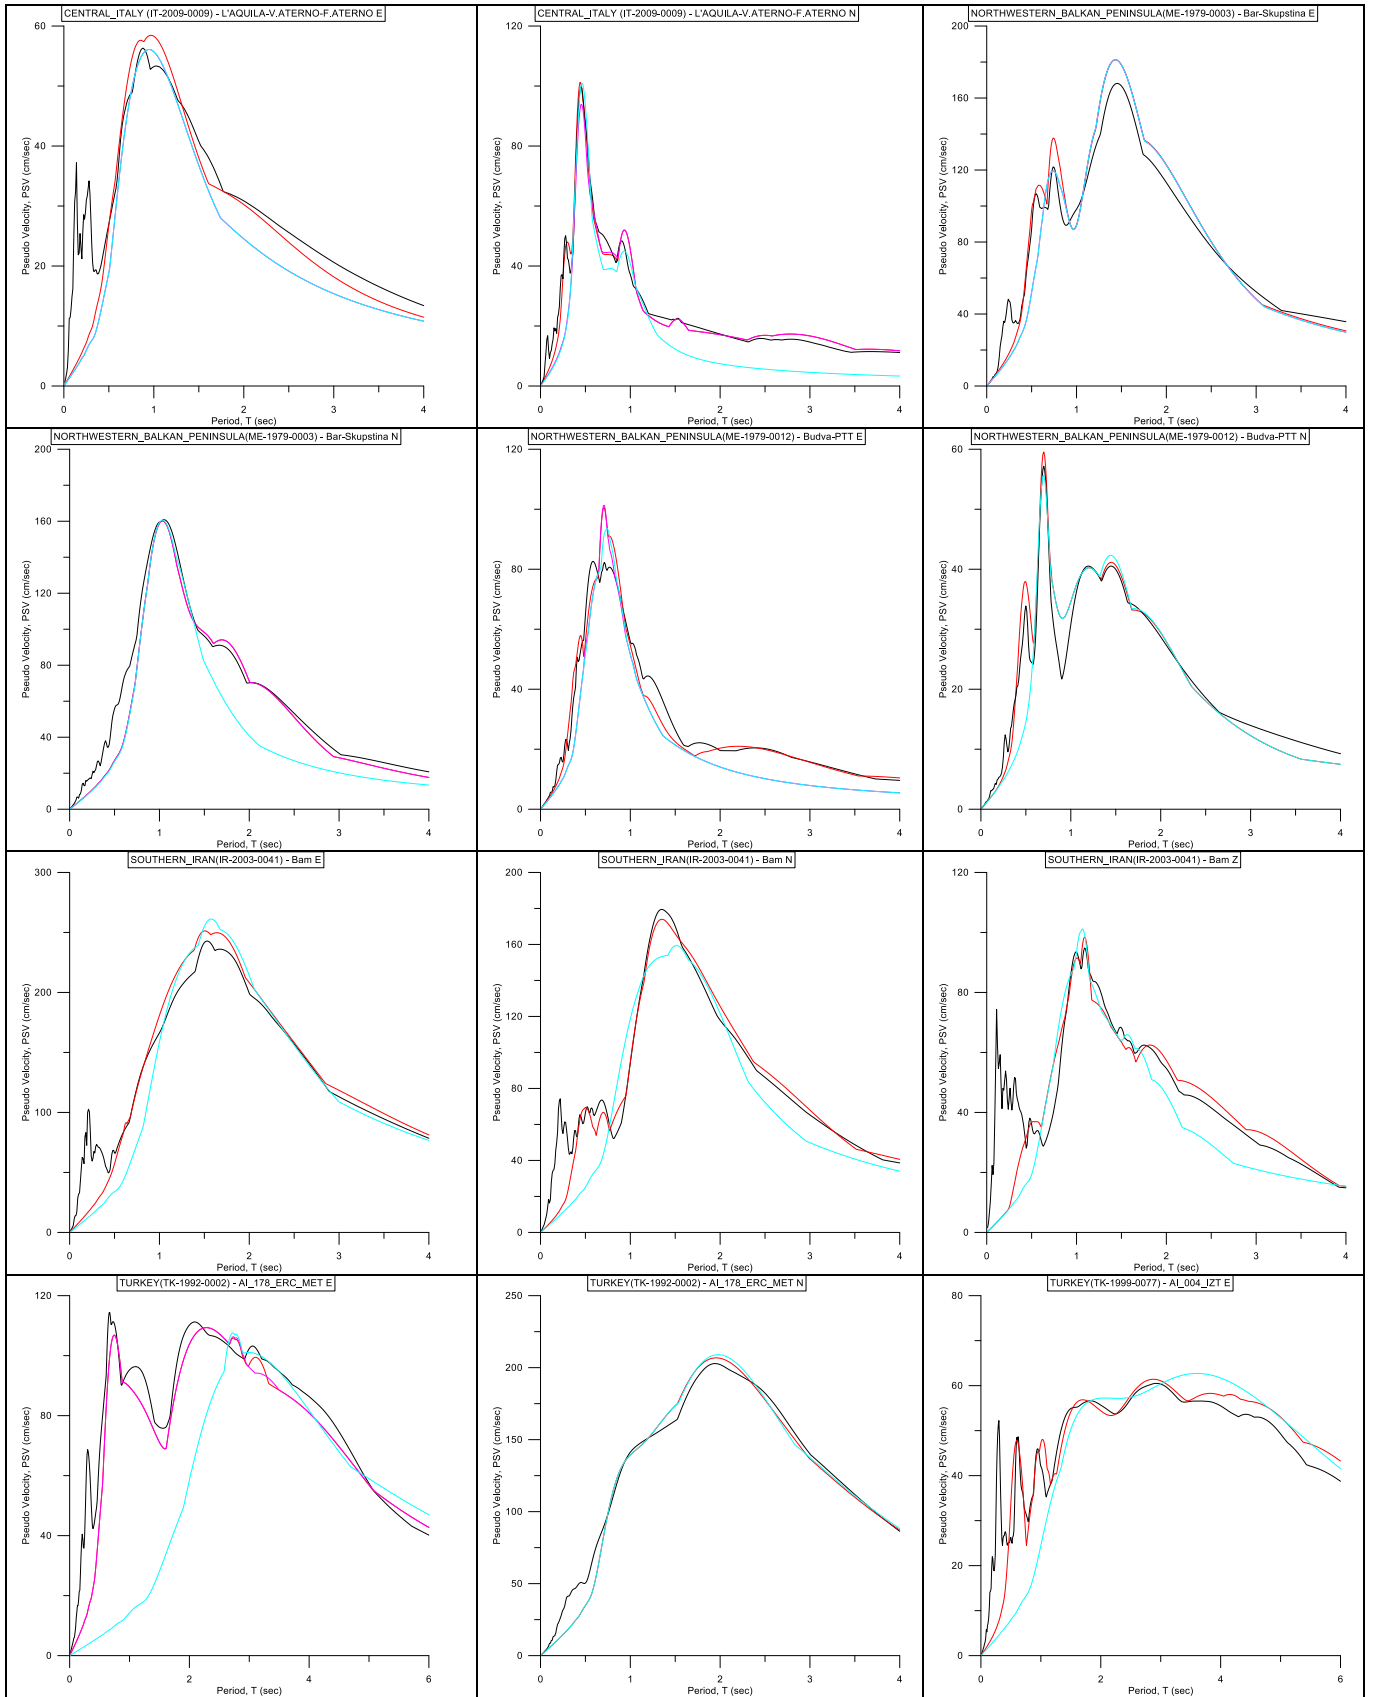 CENTRAL_ITALY (IT-2009-0009) - L'AQUILA-V.ATERNO-F.ATERNO E
60
40
20
0
Pseudo Velocity, PSV (cm/sec)
0 1 2 3 4
Period, T (sec)
CENTRAL_ITALY (IT-2009-0009) - L'AQUILA-V.ATERNO-F.ATERNO N
120
80
40
0
Pseudo Velocity, PSV (cm/sec)
0 1 2 3 4
Period, T (sec)
NORTHWESTERN_BALKAN_PENINSULA(ME-1979-0003) - Bar-Skupstina E
200
160
120
80
40
0
Pseudo Velocity, PSV (cm/sec)
0 1 2 3 4
Period, T (sec)
NORTHWESTERN_BALKAN_PENINSULA(ME-1979-0003) - Bar-Skupstina N
200
160
120
80
40
0
Pseudo Velocity, PSV (cm/sec)
0 1 2 3 4
Period, T (sec)
NORTHWESTERN_BALKAN_PENINSULA(ME-1979-0012) - Budva-PTT E
120
80
40
0
Pseudo Velocity, PSV (cm/sec)
0 1 2 3 4
Period, T (sec)
NORTHWESTERN_BALKAN_PENINSULA(ME-1979-0012) - Budva-PTT N
60
40
20
0
Pseudo Velocity, PSV (cm/sec)
0 1 2 3 4
Period, T (sec)
SOUTHERN_IRAN(IR-2003-0041) - Bam E
300
200
100
0
Pseudo Velocity, PSV (cm/sec)
0 1 2 3 4
Period, T (sec)
SOUTHERN_IRAN(IR-2003-0041) - Bam N
200
160
120
80
40
0
Pseudo Velocity, PSV (cm/sec)
0 1 2 3 4
Period, T (sec)
SOUTHERN_IRAN(IR-2003-0041) - Bam Z
120
80
40
0
Pseudo Velocity, PSV (cm/sec)
0 1 2 3 4
Period, T (sec)
TURKEY(TK-1992-0002) - AI_178_ERC_MET E
120
80
40
0
Pseudo Velocity, PSV (cm/sec)
0 2 4 6
Period, T (sec)
TURKEY(TK-1992-0002) - AI_178_ERC_MET N
250
200
150
100
50
0
Pseudo Velocity, PSV (cm/sec)
0 1 2 3 4
Period, T (sec)
TURKEY(TK-1999-0077) - AI_004_IZT E
80
60
40
20
0
Pseudo Velocity, PSV (cm/sec)
0 2 4 6
Period, T (sec)